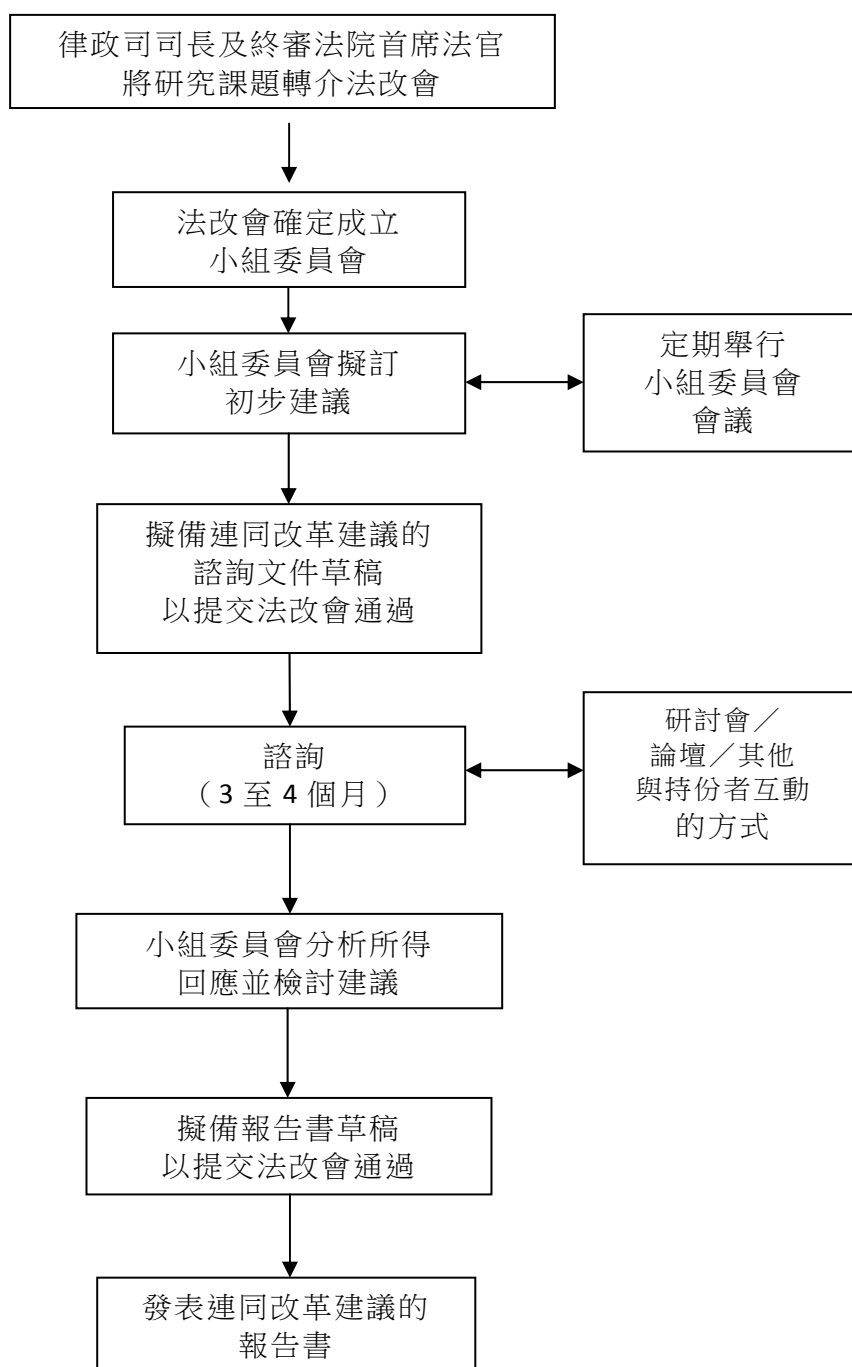 律政司司長及終審法院首席法官
將研究課題轉介法改會
法改會確定成立
小組委員會
小組委員會擬訂
初步建議
定期舉行
小組委員會
會議
擬備連同改革建議的
諮詢文件草稿
以提交法改會通過
諮詢
（3 至 4 個月）
研討會／
論壇／其他
與持份者互動
的方式
小組委員會分析所得
回應並檢討建議
擬備報告書草稿
以提交法改會通過
發表連同改革建議的
報告書